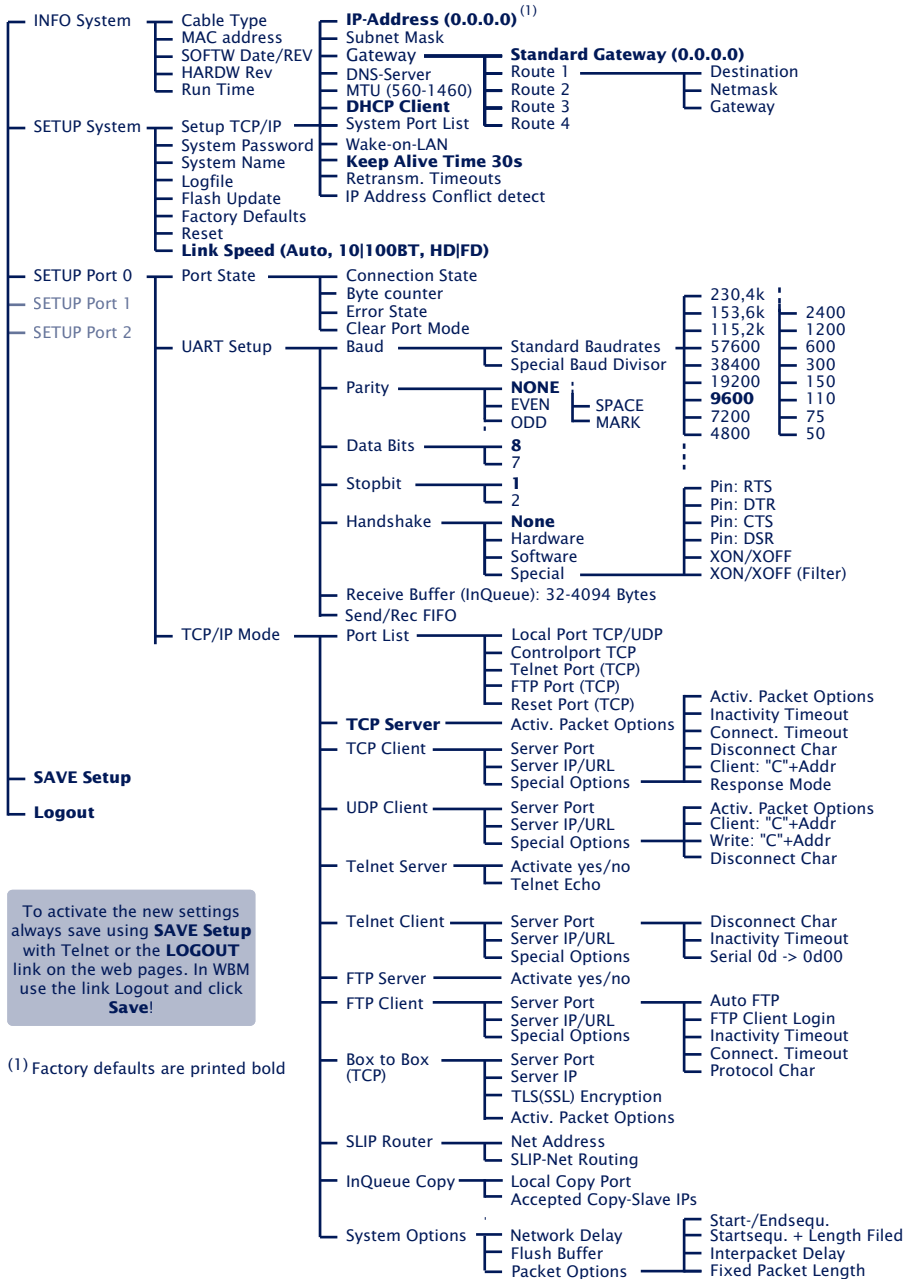 INFO System
Cable Type
MAC address
SOFTW Date/REV
HARDW Rev
Run Time
SETUP System
Setup TCP/IP
IP-Address (0.0.0.0) (1)
Subnet Mask
Gateway
Standard Gateway (0.0.0.0)
Route 1
Destination
Netmask
Gateway
Route 2
Route 3
Route 4
DNS-Server
MTU (560-1460)
DHCP Client
System Port List
Wake-on-LAN
Keep Alive Time 30s
Retransm. Timeouts
IP Address Conflict detect
System Password
System Name
Logfile
Flash Update
Factory Defaults
Reset
Link Speed (Auto, 10|100BT, HD|FD)
SETUP Port 0
SETUP Port 1
SETUP Port 2
Port State
Connection State
Byte counter
Error State
Clear Port Mode
UART Setup
Baud
Standard Baudrates
230,4k
153,6k
115,2k
57600
38400
19200
9600
7200
4800
2400
1200
600
300
150
110
75
50
Special Baud Divisor
Parity
NONE
EVEN
ODD
SPACE
MARK
Data Bits
8
7
Stopbit
1
2
Handshake
None
Hardware
Software
Special
Pin: RTS
Pin: DTR
Pin: CTS
Pin: DSR
XON/XOFF
XON/XOFF (Filter)
Receive Buffer (InQueue): 32-4094 Bytes
Send/Rec FIFO
TCP/IP Mode
Port List
Local Port TCP/UDP
Controlport TCP
Telnet Port (TCP)
FTP Port (TCP)
Reset Port (TCP)
TCP Server
Activ. Packet Options
TCP Client
Server Port
Server IP/URL
Special Options
Activ. Packet Options
Inactivity Timeout
Connect. Timeout
Disconnect Char
Client: "C"+Addr
Response Mode
UDP Client
Server Port
Server IP/URL
Special Options
Activ. Packet Options
Client: "C"+Addr
Write: "C"+Addr
Disconnect Char
Telnet Server
Activate yes/no
Telnet Echo
Telnet Client
Server Port
Server IP/URL
Special Options
Disconnect Char
Inactivity Timeout
Serial 0d -> 0d00
FTP Server
Activate yes/no
FTP Client
Server Port
Server IP/URL
Special Options
Auto FTP
FTP Client Login
Inactivity Timeout
Connect. Timeout
Protocol Char
Box to Box
(TCP)
Server Port
Server IP
TLS(SSL) Encryption
Activ. Packet Options
SLIP Router
Net Address
SLIP-Net Routing
InQueue Copy
Local Copy Port
Accepted Copy-Slave IPs
System Options
Network Delay
Flush Buffer
Packet Options
Start-/Endsequ.
Startsequ. + Length Filed
Interpacket Delay
Fixed Packet Length
SAVE Setup
Logout
To activate the new settings
always save using SAVE Setup
with Telnet or the LOGOUT
link on the web pages. In WBM
use the link Logout and click
Save!
(1) Factory defaults are printed bold